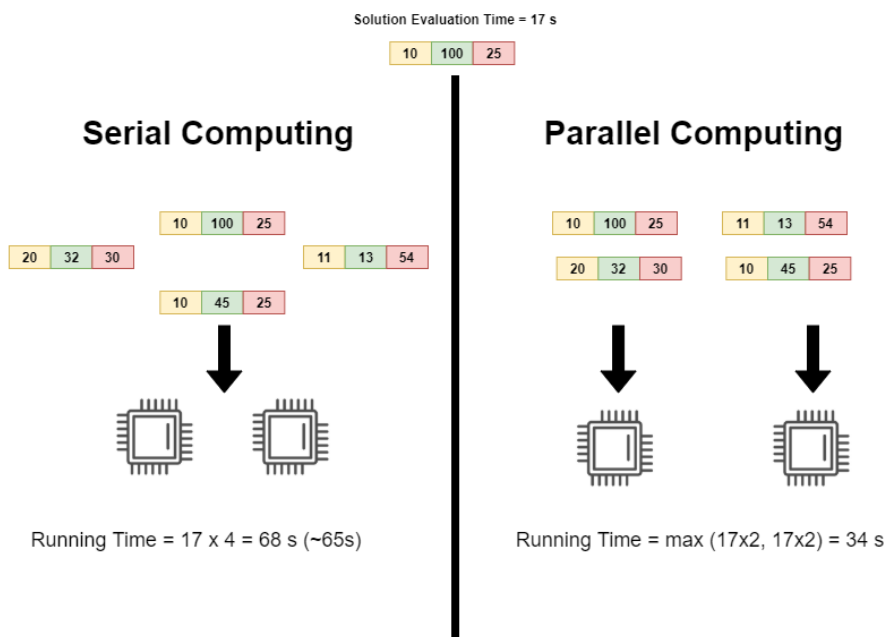 Solution Evaluation Time = 17 s
10 100 25
Serial Computing
10 100 25
20 32 30
11 13 54
10 45 25
Running Time = 17 x 4 = 68 s (~65s)
Parallel Computing
10 100 25
11 13 54
20 32 30
10 45 25
Running Time = max (17x2, 17x2) = 34 s